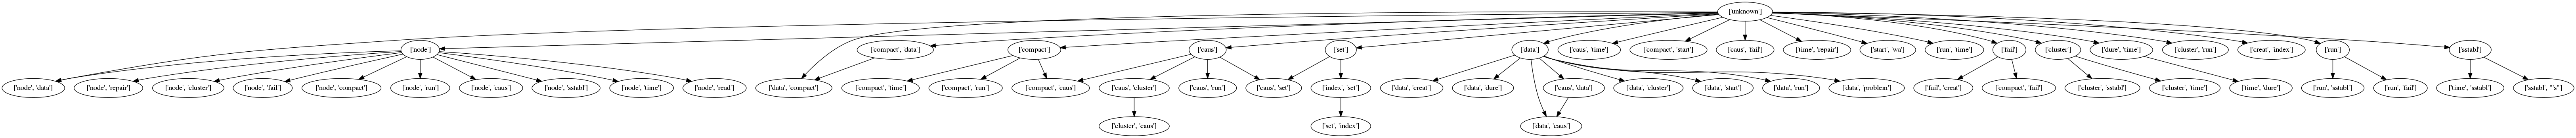 ['unknown']
['node']
['compact', 'data']
['compact']
['caus']
['set']
['data']
['caus', 'time']
['compact', 'start']
['caus', 'fail']
['time', 'repair']
['start', 'wa']
['run', 'time']
['fail']
['cluster']
['dure', 'time']
['cluster', 'run']
['creat', 'index']
['run']
['sstabl']
['node', 'data']
['node', 'repair']
['node', 'cluster']
['node', 'fail']
['node', 'compact']
['node', 'run']
['node', 'caus']
['node', 'sstabl']
['node', 'time']
['node', 'read']
['data', 'compact']
['compact', 'time']
['compact', 'run']
['compact', 'caus']
['caus', 'cluster']
['caus', 'run']
['caus', 'set']
['index', 'set']
['data', 'creat']
['data', 'dure']
['caus', 'data']
['data', 'cluster']
['data', 'start']
['data', 'run']
['data', 'problem']
['fail', 'creat']
['compact', 'fail']
['cluster', 'sstabl']
['cluster', 'time']
['time', 'dure']
['run', 'sstabl']
['run', 'fail']
['time', 'sstabl']
['sstabl', "'s"]
['cluster', 'caus']
['set', 'index']
['data', 'caus']